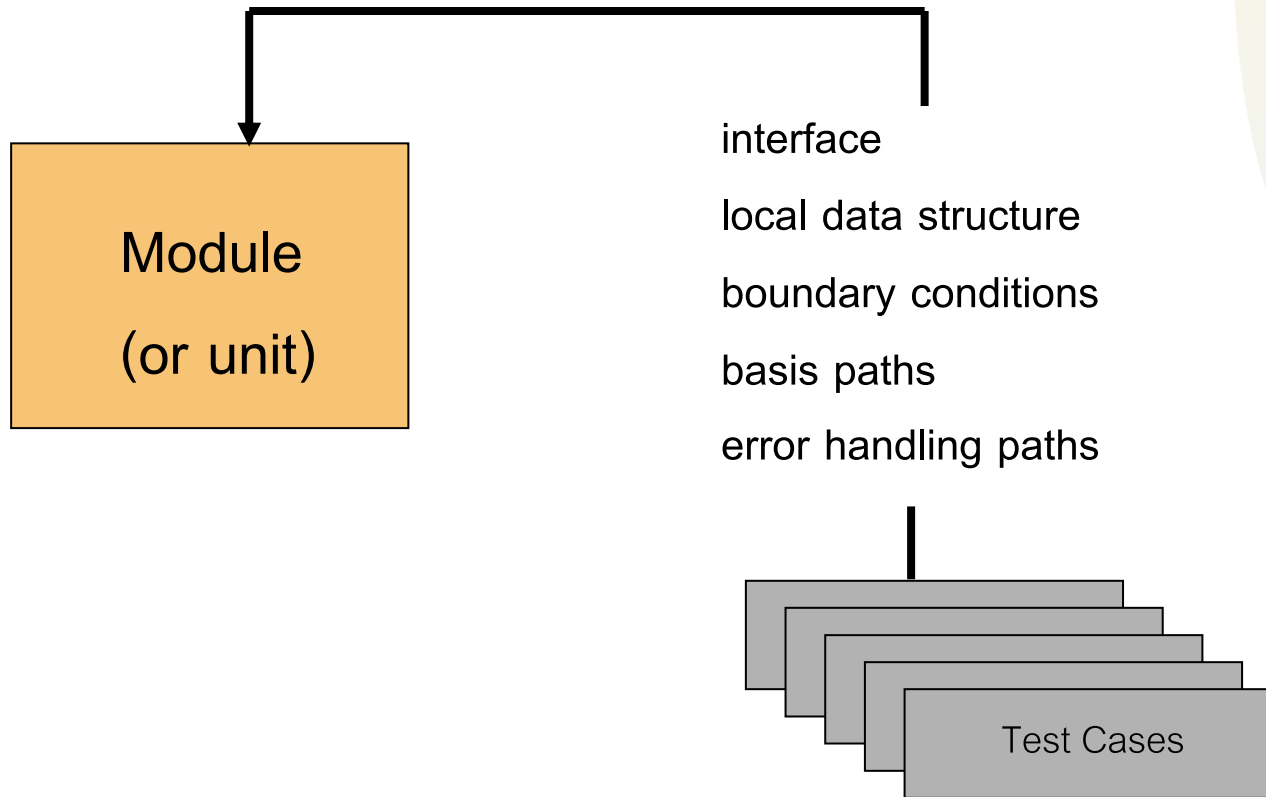 Module
(or unit)
interface
local data structure
boundary conditions
basis paths
error handling paths
Test Cases